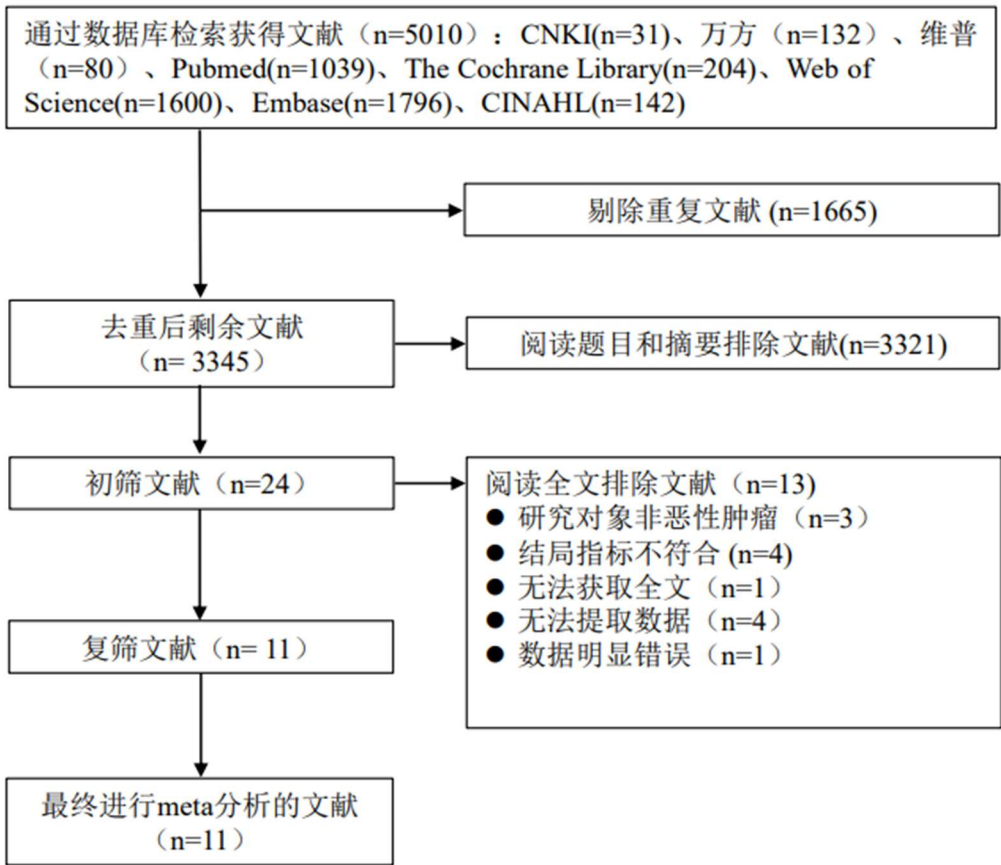 通过数据库检索获得文献（n=5010）：CNKI(n=31)、万方（n=132）、维普
（n=80）、Pubmed(n=1039)、The Cochrane Library(n=204)、Web of
Science(n=1600)、Embase(n=1796)、CINAHL(n=142)
剔除重复文献 (n=1665)
去重后剩余文献
（n= 3345）
阅读题目和摘要排除文献(n=3321)
初筛文献（n=24）
阅读全文排除文献（n=13)
● 研究对象非恶性肿瘤（n=3）
● 结局指标不符合 (n=4)
● 无法获取全文（n=1）
● 无法提取数据（n=4）
● 数据明显错误（n=1）
复筛文献（n= 11）
最终进行meta分析的文献
（n=11）